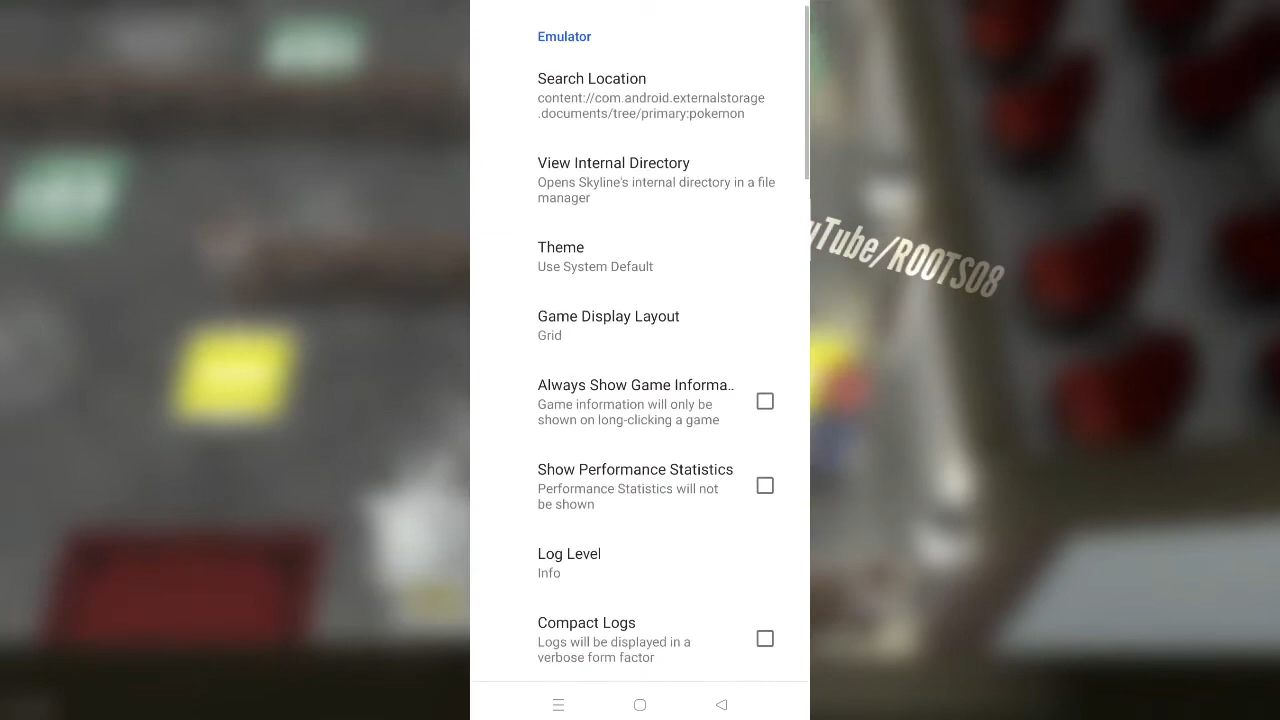 Emulator
Search Location
content://com.android.externalstorage
.documents/tree/primary:pokemon
View Internal Directory
Opens Skyline's internal directory in a file
manager
Theme
Use System Default
Game Display Layout
Grid
Always Show Game Informa..
Game information will only be
shown on long-clicking a game
Show Performance Statistics
Performance Statistics will not
be shown
Log Level
Info
Compact Logs
Logs will be displayed in a
verbose form factor
uTube/ROOTS08